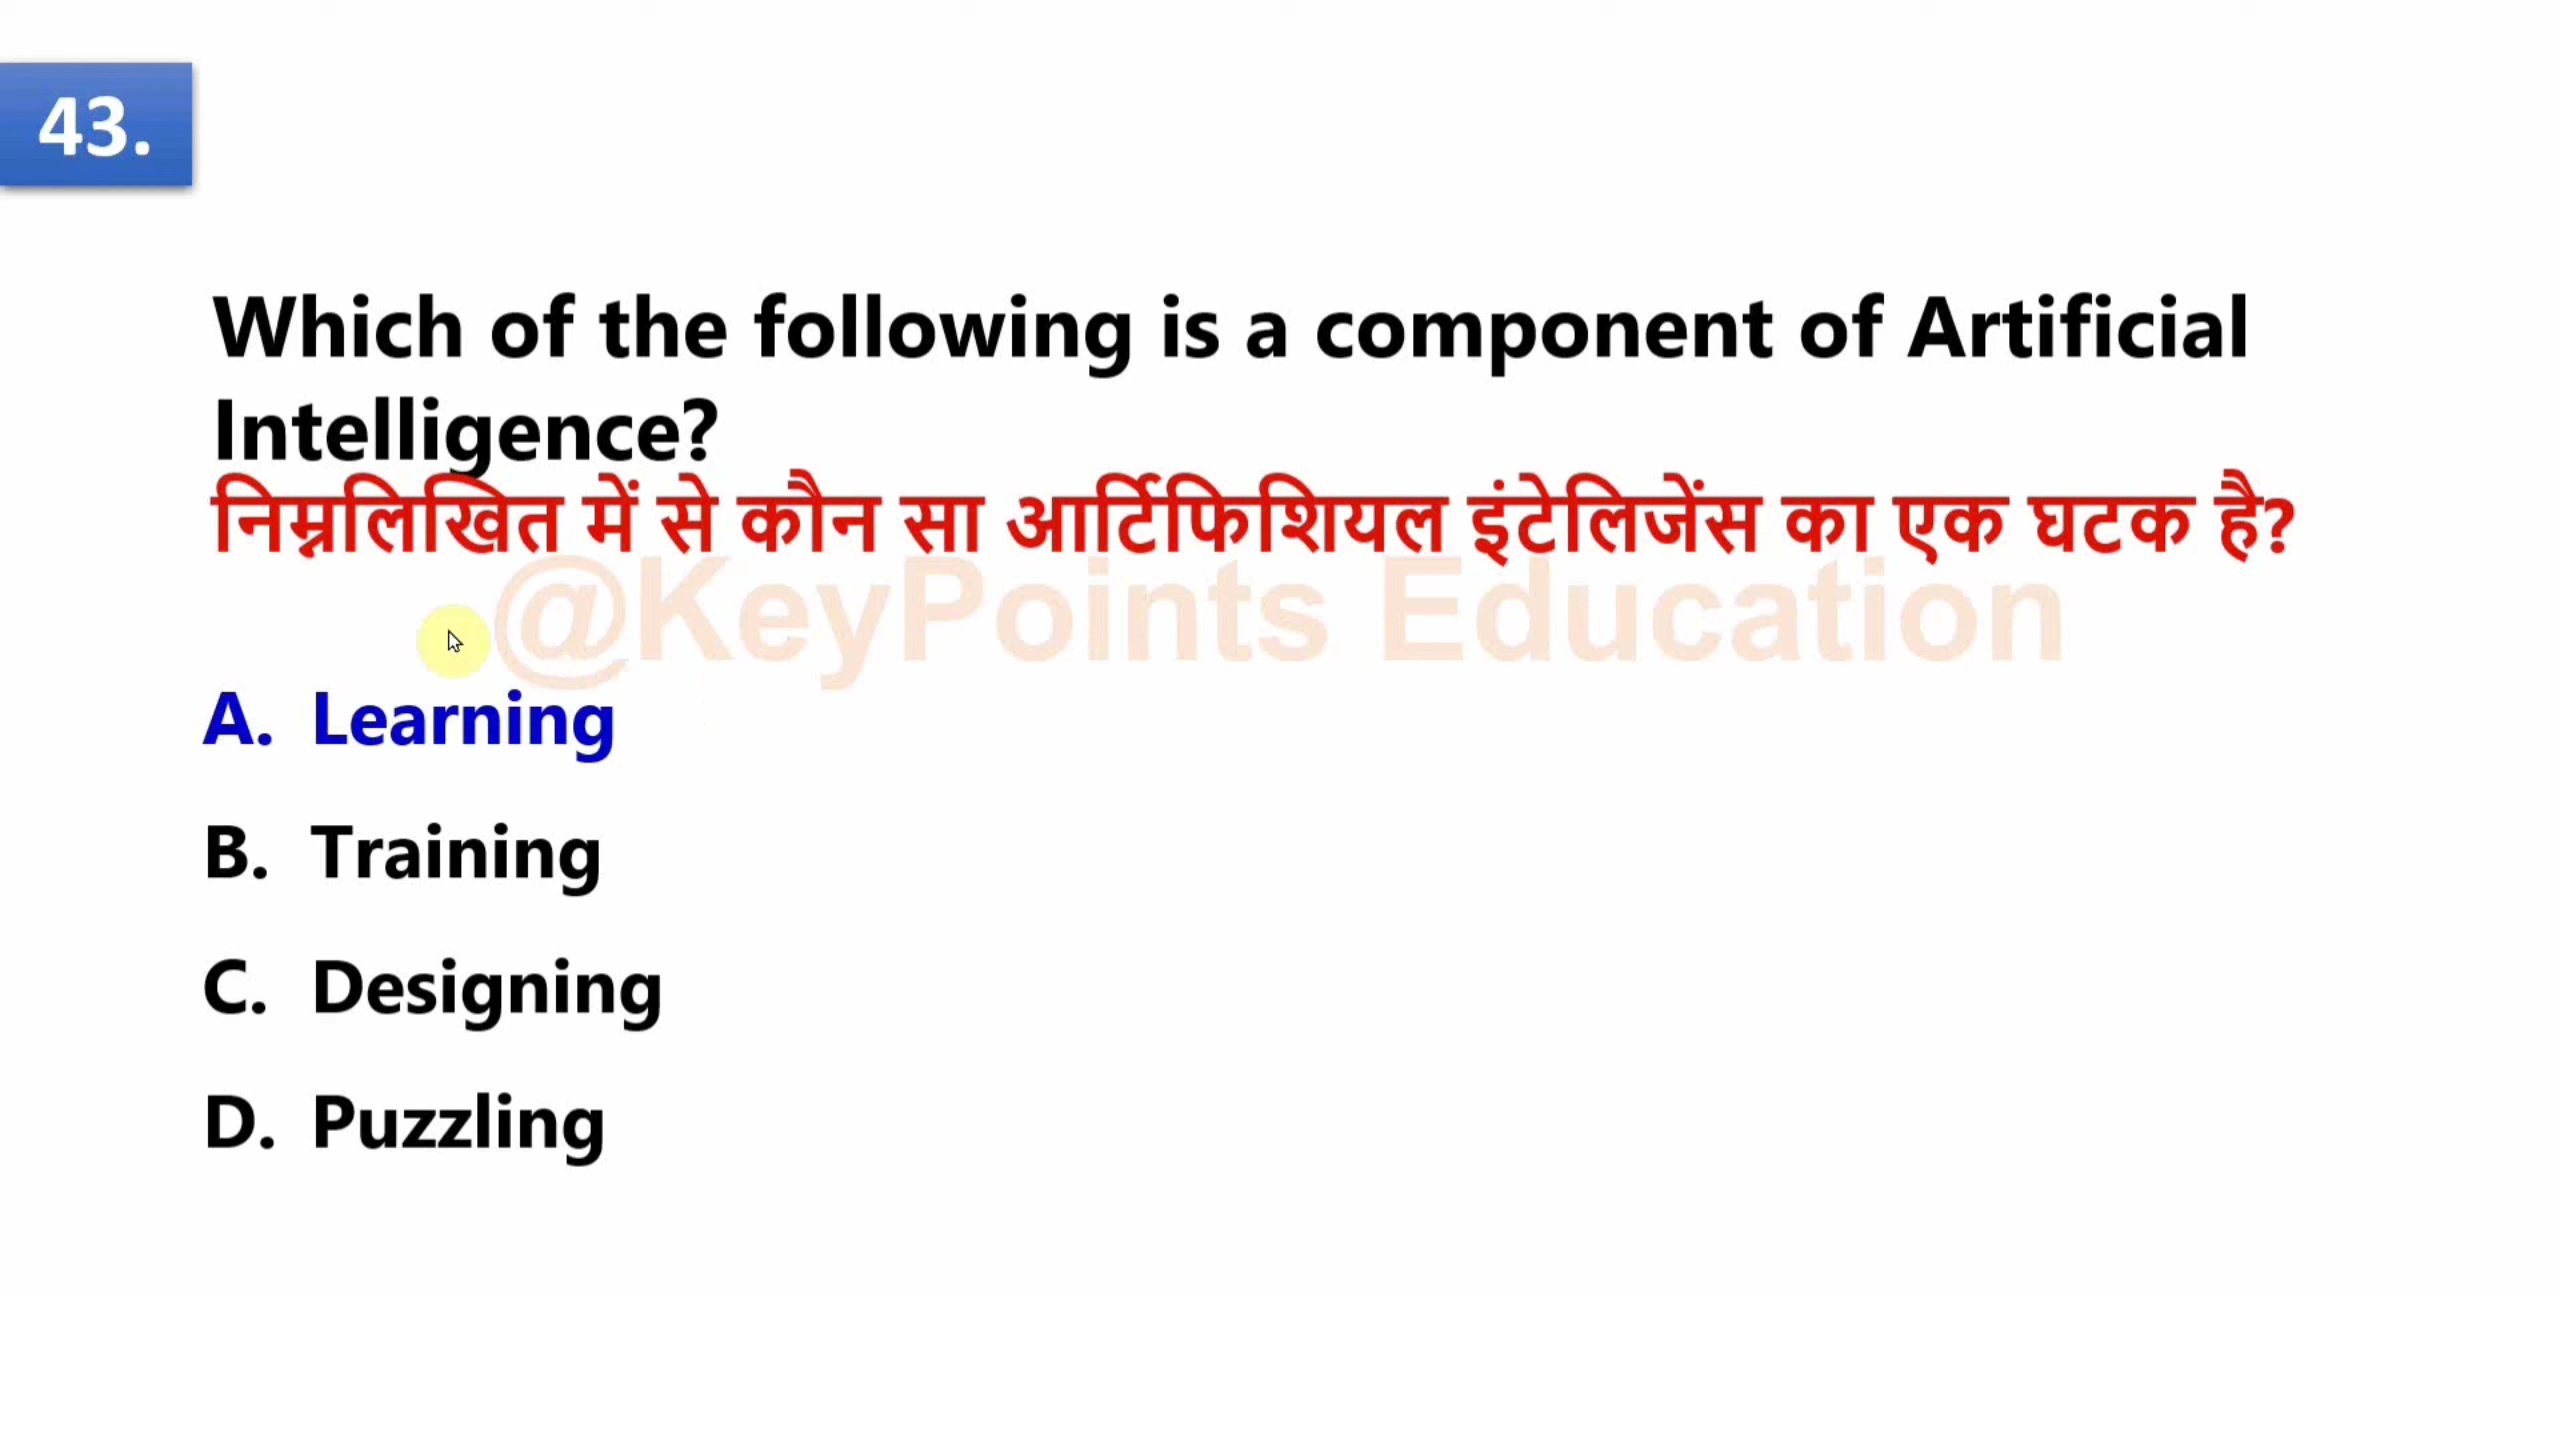 43.
Which of the following is a component of Artificial
Intelligence?
निम्नलिखित में से कौन सा आर्टिफिशियल इंटेलिजेंस का एक घटक है?
@KeyPoints Education
A. Learning
B. Training
C. Designing
D. Puzzling